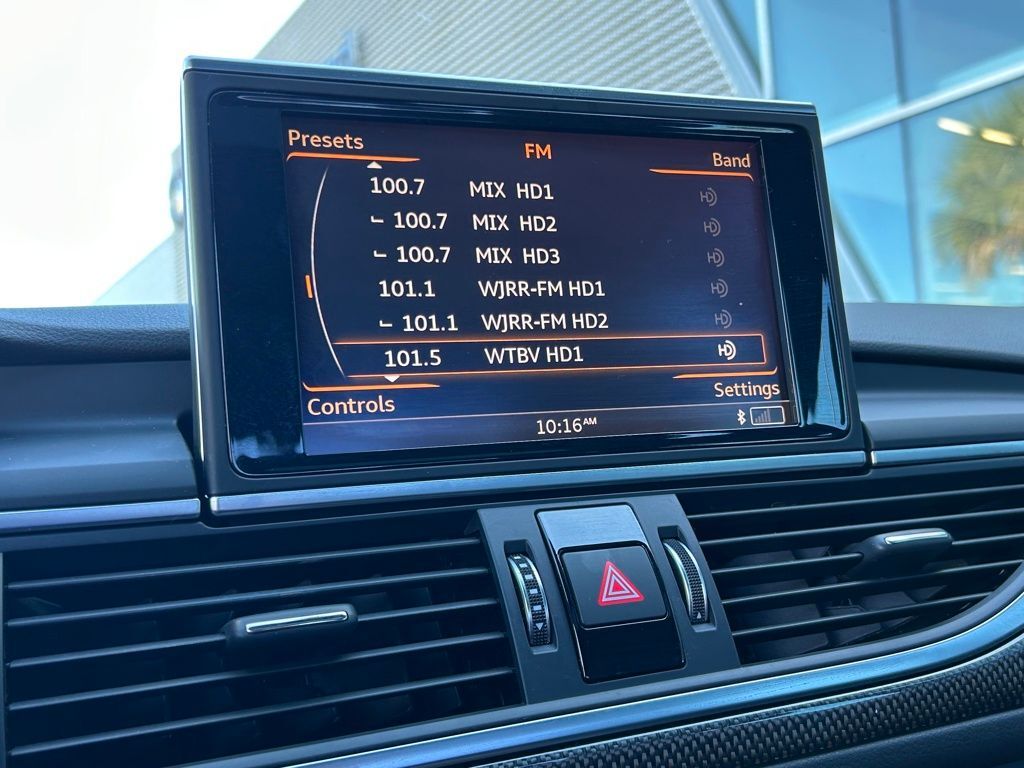 Presets
FM
Band
100.7 MIX HD1
100.7 MIX HD2
100.7 MIX HD3
101.1 WJRR-FM HD1
101.1 WJRR-FM HD2
101.5 WTBV HD1
Controls
Settings
10:16AM